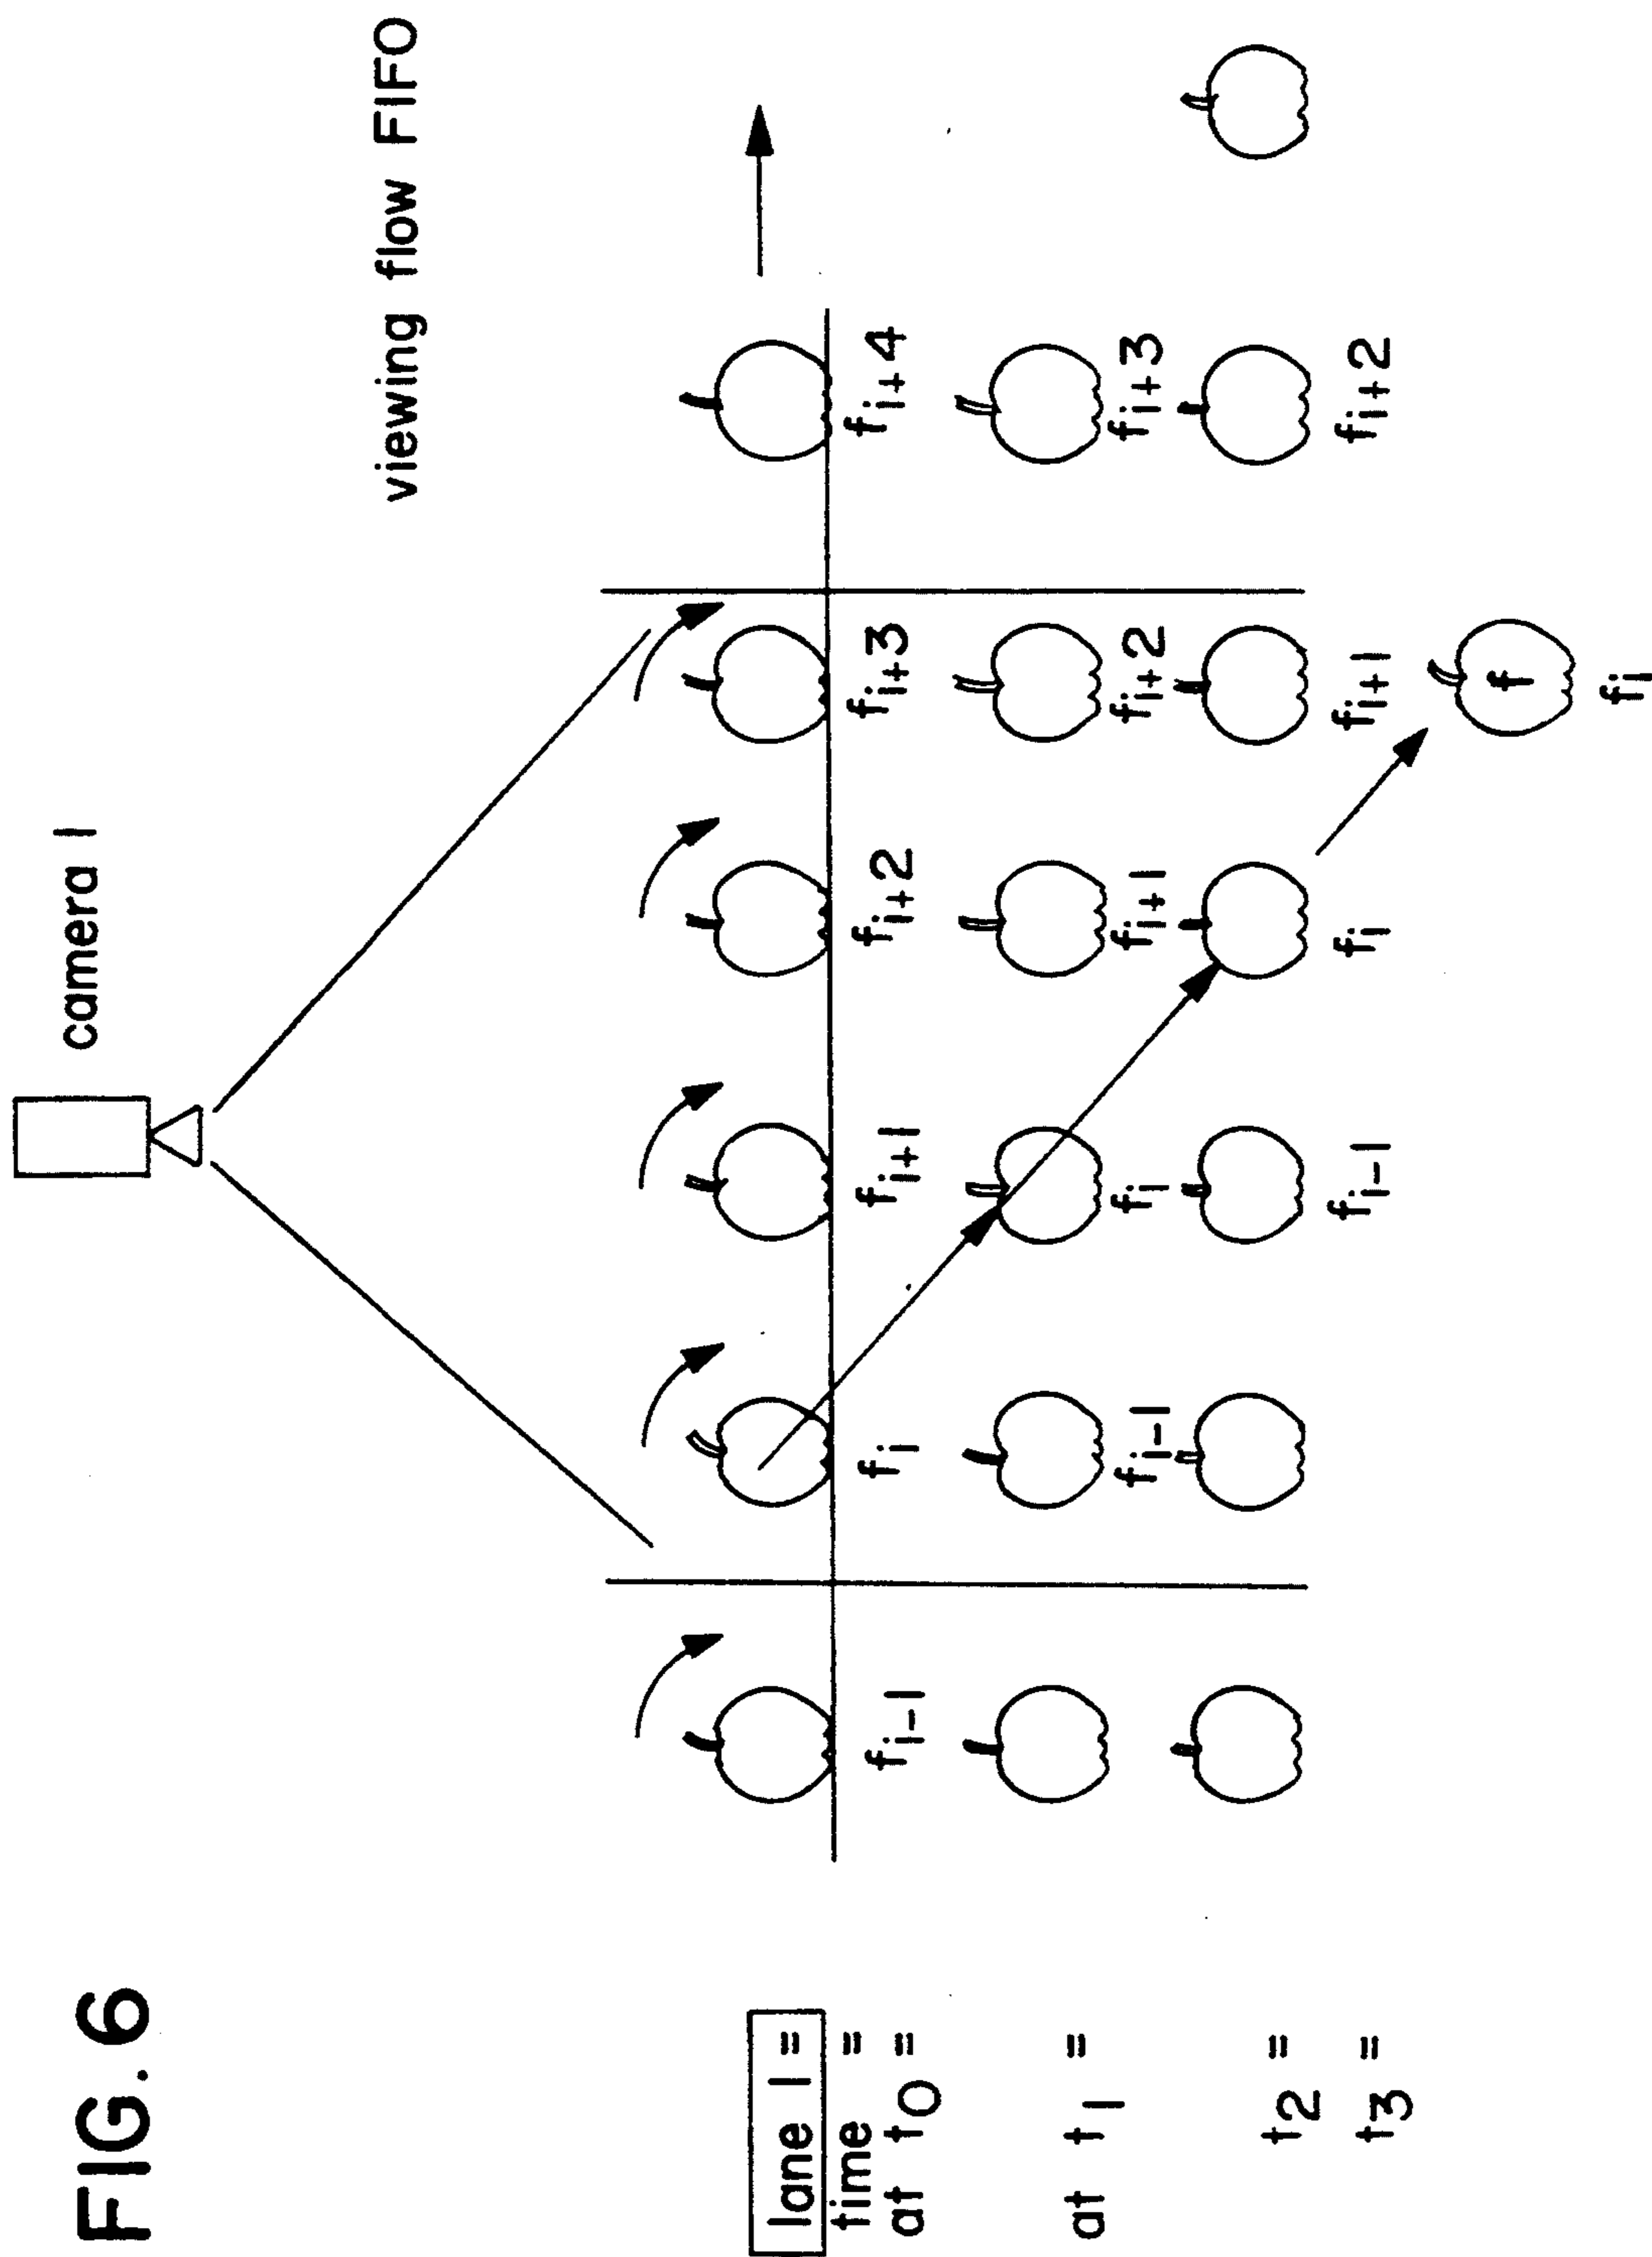 FIG. 6
camera 1
viewing flow FIFO
lane 1 =
time =
at t0 =
fi-1 fi fi+1 fi+2 fi+3 fi+4
at t1 =
fi-1 fi fi+1 fi+2 fi+3
t2 =
fi-1 fi fi+1 fi+2
t3 =
f
fi